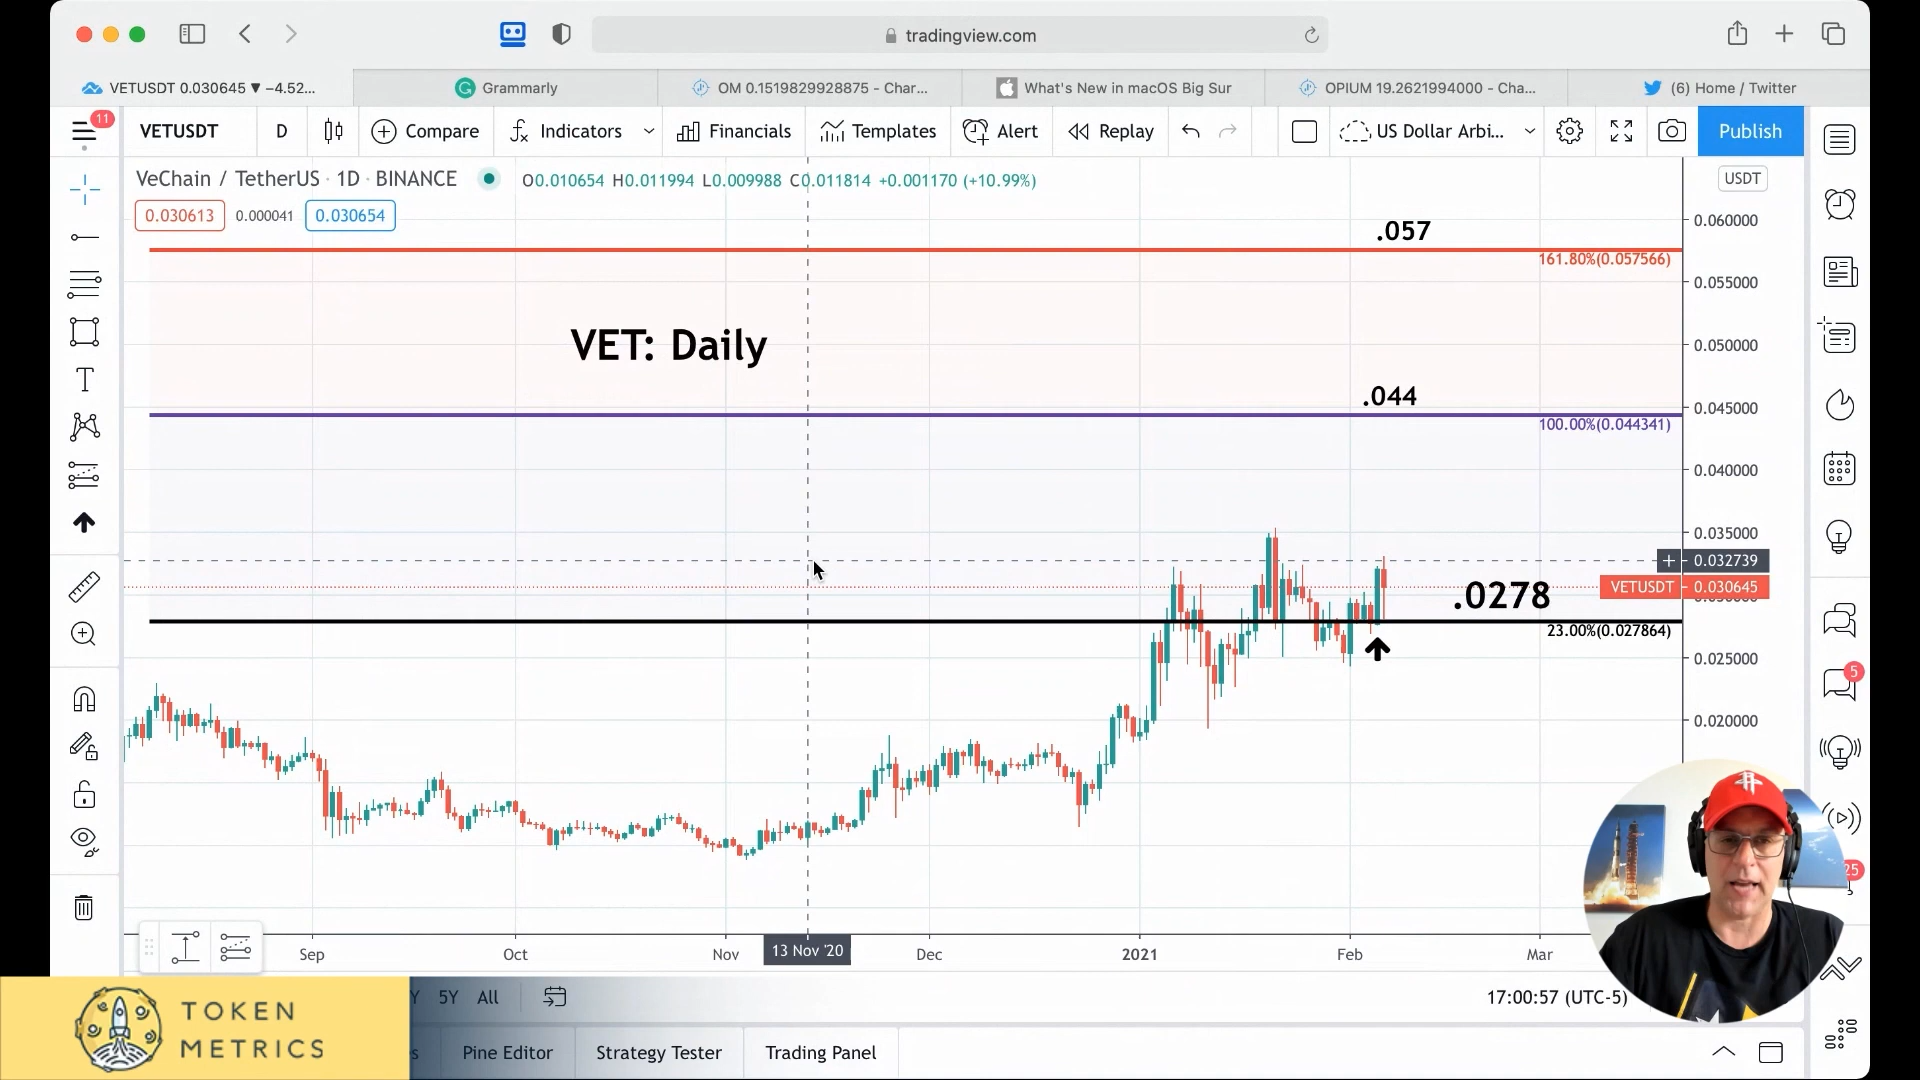 tradingview.com
VETUSDT 0.030645 ▼ −4.52...
Grammarly
OM 0.1519829928875 - Char...
What's New in macOS Big Sur
OPIUM 19.2621994000 - Cha...
(6) Home / Twitter
11
VETUSDT
D
Compare
Indicators
Financials
Templates
Alert
Replay
US Dollar Arbi...
Publish
VeChain / TetherUS · 1D · BINANCE
O0.010654 H0.011994 L0.009988 C0.011814 +0.001170 (+10.99%)
USDT
0.030613
0.000041
0.030654
0.060000
.057
161.80%(0.057566)
0.055000
VET: Daily
0.050000
.044
0.045000
100.00%(0.044341)
0.040000
0.035000
+ 0.032739
.0278
VETUSDT 0.030645
23.00%(0.027864)
0.025000
5
0.020000
25
Sep
Oct
Nov
13 Nov '20
Dec
2021
Feb
Mar
TOKEN
METRICS
Y
5Y
All
17:00:57 (UTC-5)
s
Pine Editor
Strategy Tester
Trading Panel